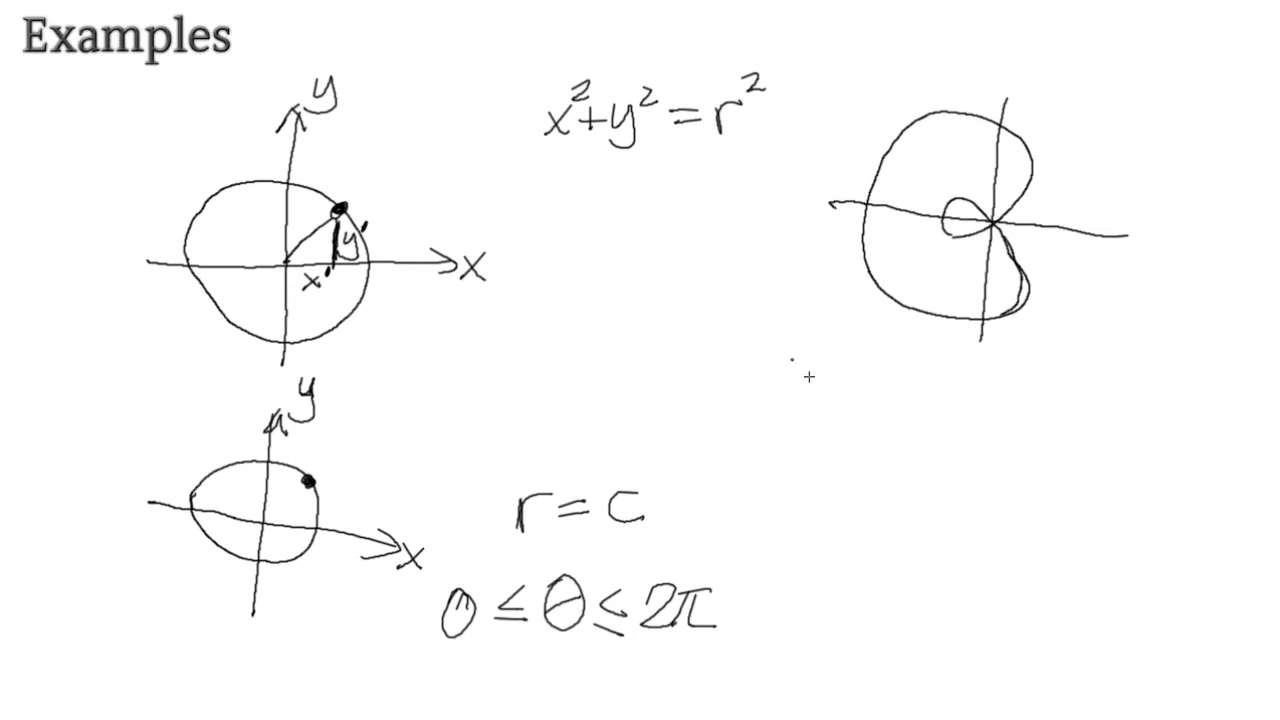 Examples
y
x² + y² = r²
y'
x'
x
y
r = c
x
0 ≤ θ ≤ 2π